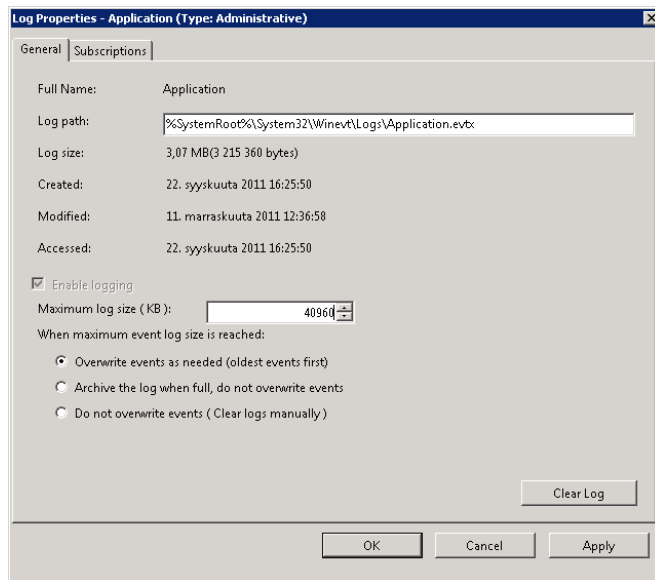 Log Properties - Application (Type: Administrative)
General Subscriptions
Full Name: Application
Log path: %SystemRoot%\System32\Winevt\Logs\Application.evtx
Log size: 3,07 MB(3 215 360 bytes)
Created: 22. syyskuuta 2011 16:25:50
Modified: 11. marraskuuta 2011 12:36:58
Accessed: 22. syyskuuta 2011 16:25:50
Enable logging
Maximum log size ( KB ): 40960
When maximum event log size is reached:
Overwrite events as needed (oldest events first)
Archive the log when full, do not overwrite events
Do not overwrite events ( Clear logs manually )
Clear Log
OK Cancel Apply